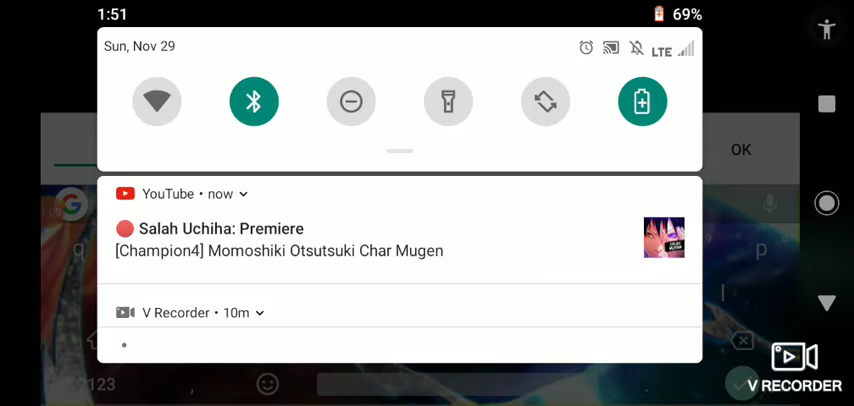 1:51
69%
Sun, Nov 29
LTE
OK
YouTube • now
🔴 Salah Uchiha: Premiere
[Champion4] Momoshiki Otsutsuki Char Mugen
q
9
p
l
V Recorder • 10m
•
123
V RECORDER